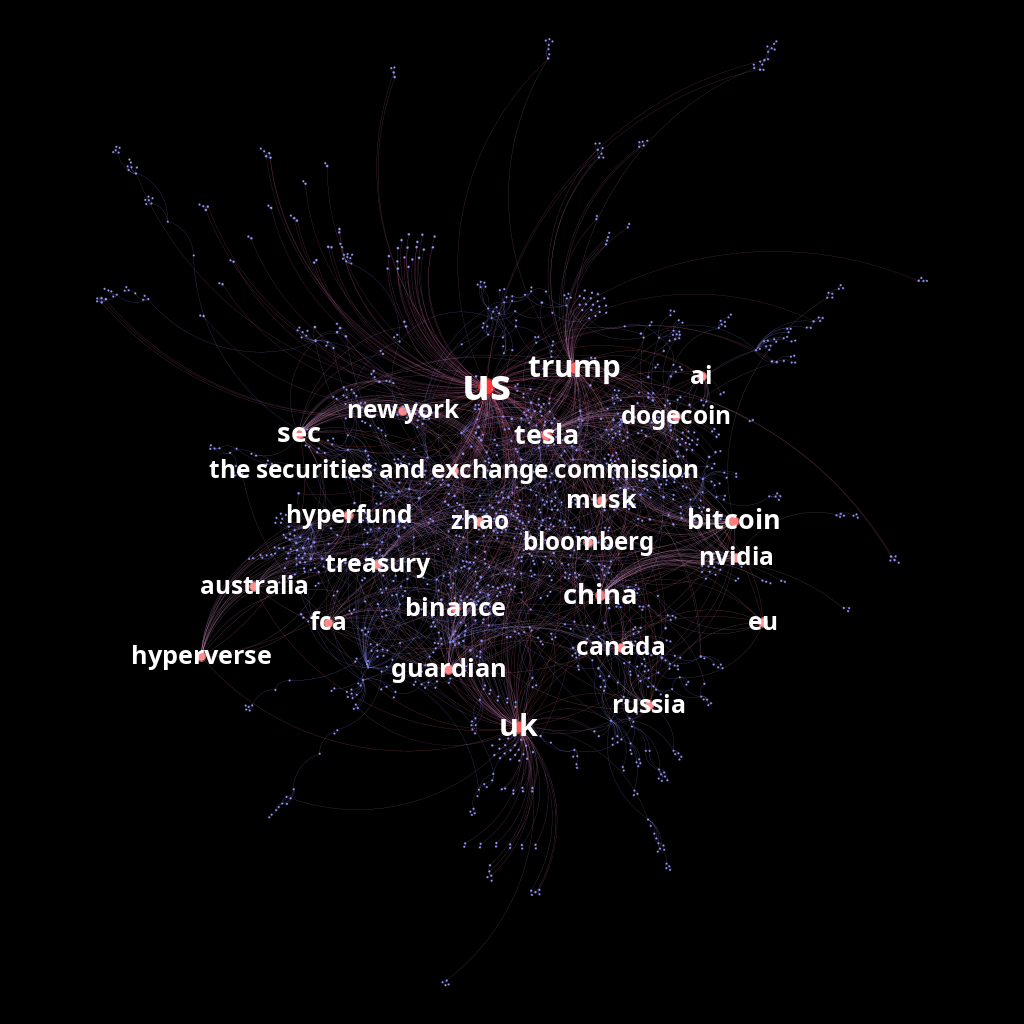 trump
ai
us
new york
dogecoin
sec
tesla
the securities and exchange commission
musk
hyperfund
zhao
bitcoin
bloomberg
nvidia
treasury
australia
china
binance
fca
eu
canada
hyperverse
guardian
russia
uk